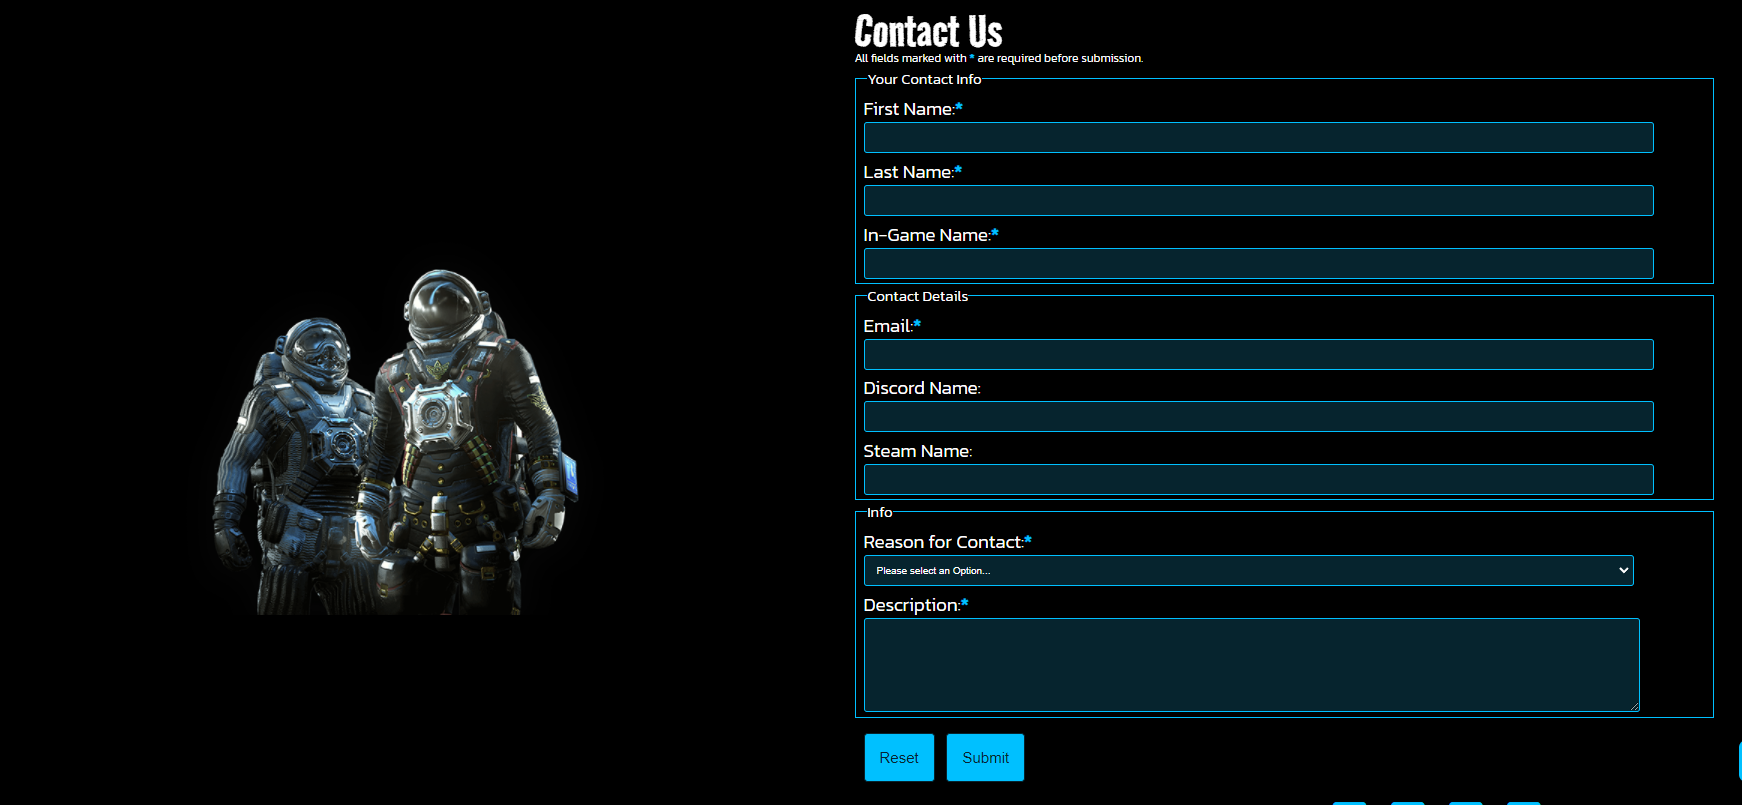 Contact Us
All fields marked with * are required before submission.
Your Contact Info
First Name:*
Last Name:*
In-Game Name:*
Contact Details
Email:*
Discord Name:
Steam Name:
Info
Reason for Contact:*
Please select an Option...
Description:*
Reset Submit